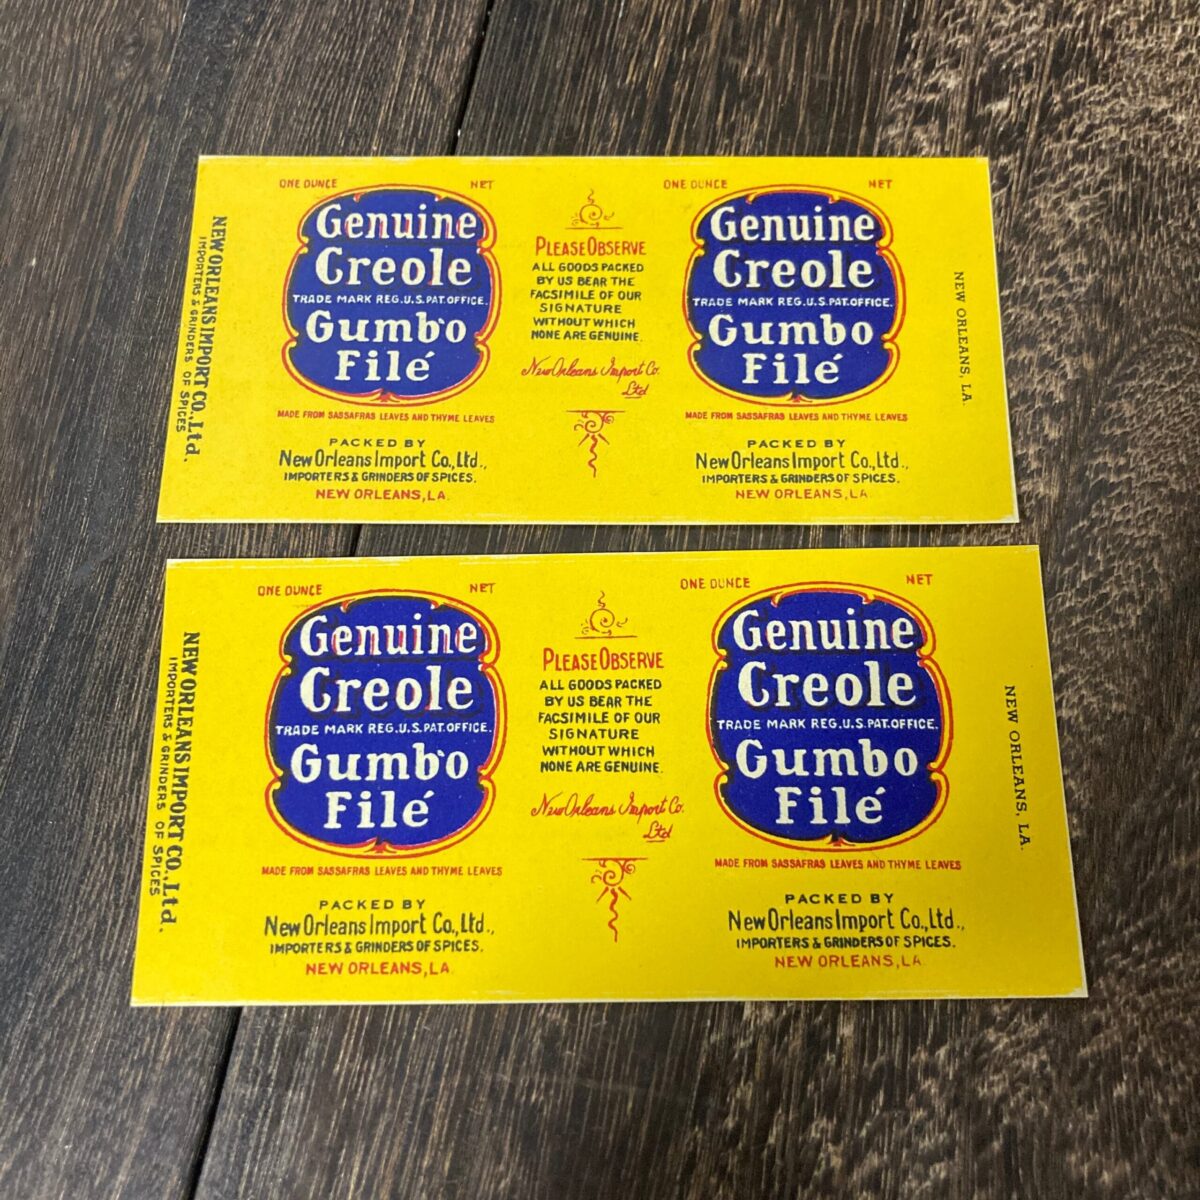 NEW ORLEANS IMPORT CO., Ltd.
IMPORTERS & GRINDERS OF SPICES
ONE OUNCE NET
Genuine
Creole
TRADE MARK REG. U.S. PAT. OFFICE.
Gumbo
Filé
MADE FROM SASSAFRAS LEAVES AND THYME LEAVES
PACKED BY
New Orleans Import Co., Ltd.,
IMPORTERS & GRINDERS OF SPICES.
NEW ORLEANS, LA.
PLEASE OBSERVE
ALL GOODS PACKED
BY US BEAR THE
FACSIMILE OF OUR
SIGNATURE
WITHOUT WHICH
NONE ARE GENUINE.
New Orleans Import Co.
Ltd
ONE OUNCE NET
Genuine
Creole
TRADE MARK REG. U.S. PAT. OFFICE.
Gumbo
Filé
MADE FROM SASSAFRAS LEAVES AND THYME LEAVES
PACKED BY
New Orleans Import Co., Ltd.,
IMPORTERS & GRINDERS OF SPICES.
NEW ORLEANS, LA.
NEW ORLEANS, LA.
NEW ORLEANS IMPORT CO., Ltd.
IMPORTERS & GRINDERS OF SPICES
ONE OUNCE NET
Genuine
Creole
TRADE MARK REG. U.S. PAT. OFFICE.
Gumbo
Filé
MADE FROM SASSAFRAS LEAVES AND THYME LEAVES
PACKED BY
New Orleans Import Co., Ltd.,
IMPORTERS & GRINDERS OF SPICES.
NEW ORLEANS, LA.
PLEASE OBSERVE
ALL GOODS PACKED
BY US BEAR THE
FACSIMILE OF OUR
SIGNATURE
WITHOUT WHICH
NONE ARE GENUINE.
New Orleans Import Co.
Ltd
ONE OUNCE NET
Genuine
Creole
TRADE MARK REG. U.S. PAT. OFFICE.
Gumbo
Filé
MADE FROM SASSAFRAS LEAVES AND THYME LEAVES
PACKED BY
New Orleans Import Co., Ltd.,
IMPORTERS & GRINDERS OF SPICES.
NEW ORLEANS, LA
NEW ORLEANS, LA.